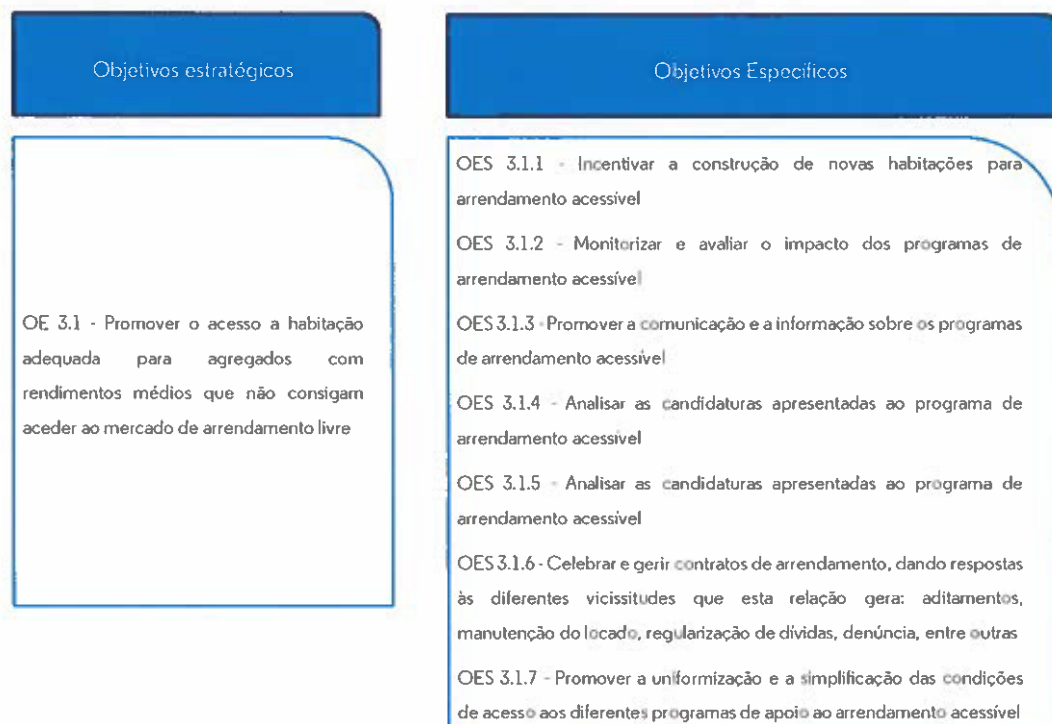 Objetivos estratégicos
Objetivos Específicos
OE 3.1 - Promover o acesso a habitação
adequada para agregados com
rendimentos médios que não consigam
aceder ao mercado de arrendamento livre
OES 3.1.1 - Incentivar a construção de novas habitações para
arrendamento acessível
OES 3.1.2 - Monitorizar e avaliar o impacto dos programas de
arrendamento acessível
OES 3.1.3 - Promover a comunicação e a informação sobre os programas
de arrendamento acessível
OES 3.1.4 - Analisar as candidaturas apresentadas ao programa de
arrendamento acessível
OES 3.1.5 - Analisar as candidaturas apresentadas ao programa de
arrendamento acessível
OES 3.1.6 - Celebrar e gerir contratos de arrendamento, dando respostas
às diferentes vicissitudes que esta relação gera: aditamentos,
manutenção do locado, regularização de dívidas, denúncia, entre outras
OES 3.1.7 - Promover a uniformização e a simplificação das condições
de acesso aos diferentes programas de apoio ao arrendamento acessível